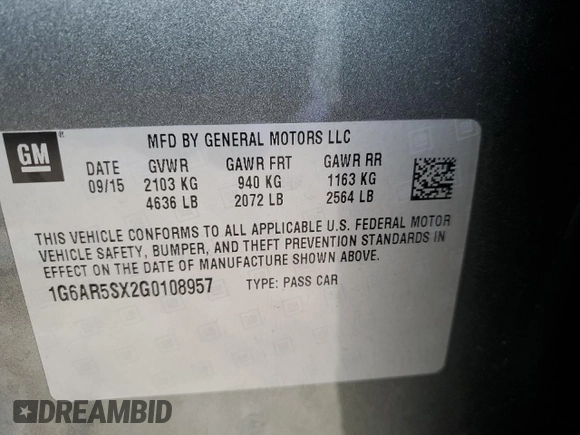 GM
MFD BY GENERAL MOTORS LLC
DATE GVWR GAWR FRT GAWR RR
09/15 2103 KG 940 KG 1163 KG
4636 LB 2072 LB 2564 LB
THIS VEHICLE CONFORMS TO ALL APPLICABLE U.S. FEDERAL MOTOR
VEHICLE SAFETY, BUMPER, AND THEFT PREVENTION STANDARDS IN
EFFECT ON THE DATE OF MANUFACTURE SHOWN ABOVE.
1G6AR5SX2G0108957 TYPE: PASS CAR
DREAMBID